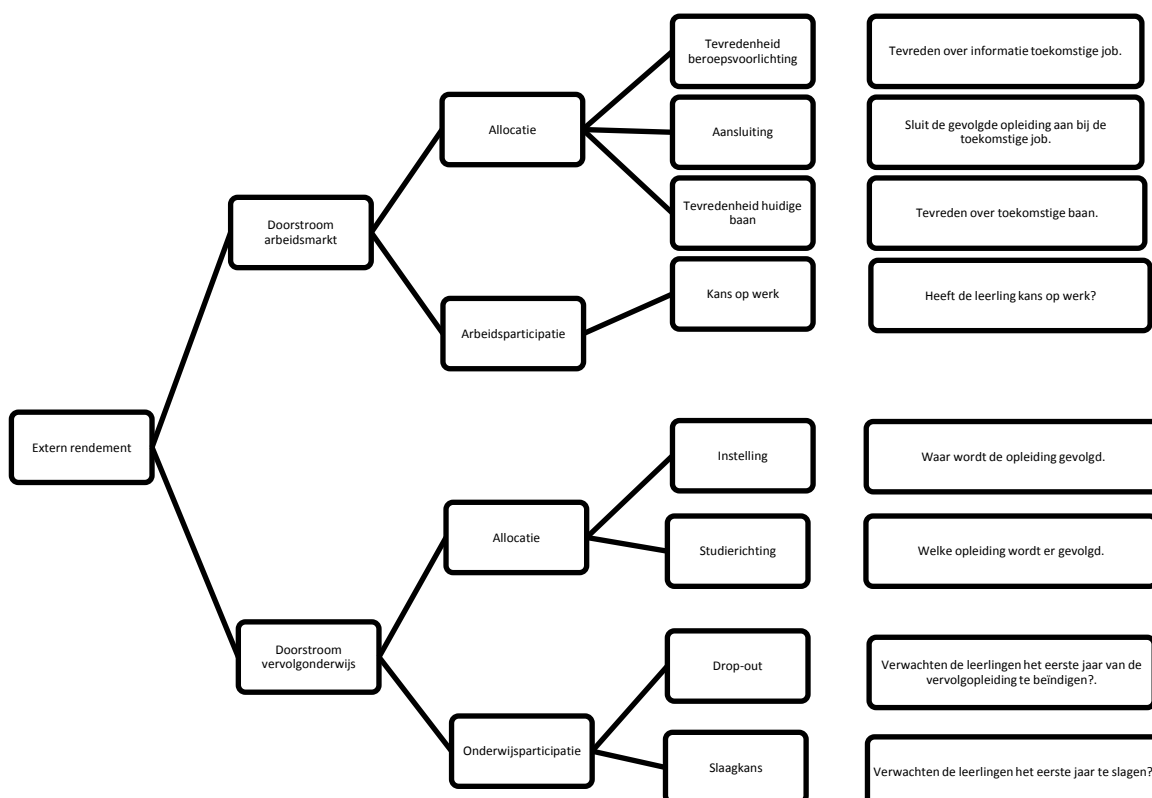 Tevredenheid
beroepsvoorlichting
Tevreden over informatie toekomstige job.
Allocatie
Aansluiting
Sluit de gevolgde opleiding aan bij de
toekomstige job.
Tevredenheid huidige
baan
Tevreden over toekomstige baan.
Doorstroom
arbeidsmarkt
Kans op werk
Heeft de leerling kans op werk?
Arbeidsparticipatie
Extern rendement
Instelling
Waar wordt de opleiding gevolgd.
Allocatie
Studierichting
Welke opleiding wordt er gevolgd.
Doorstroom
vervolgonderwijs
Drop-out
Verwachten de leerlingen het eerste jaar van de
vervolgopleiding te beïndigen?.
Onderwijsparticipatie
Slaagkans
Verwachten de leerlingen het eerste jaar te slagen?